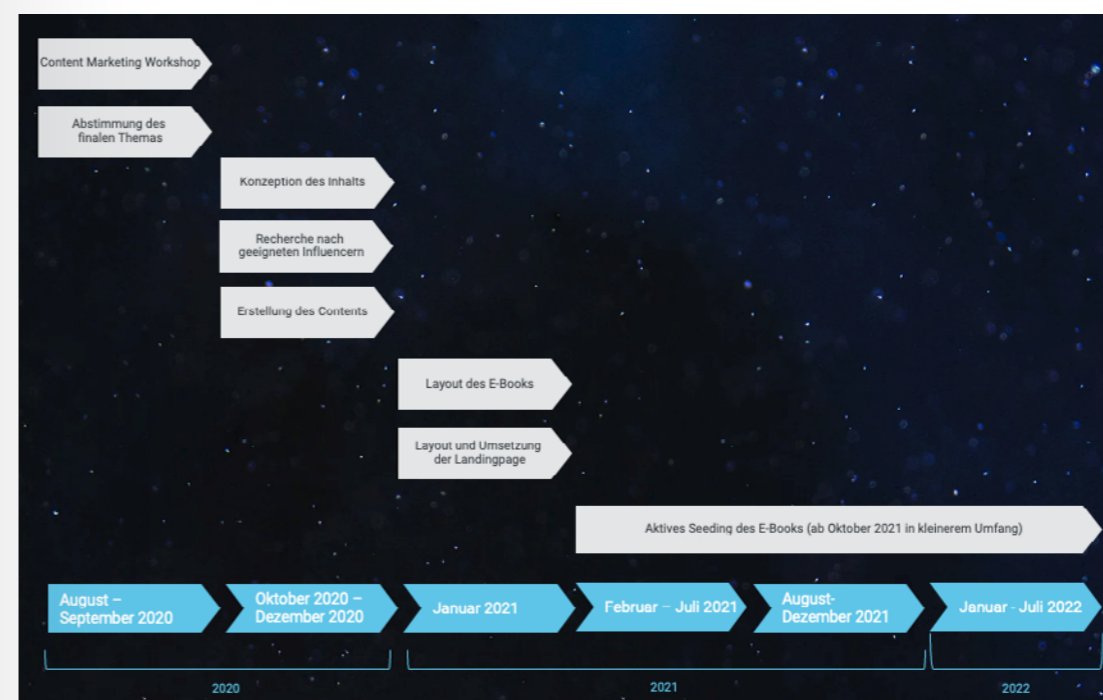 Content Marketing Workshop
Abstimmung des
finalen Themas
Konzeption des Inhalts
Recherche nach
geeigneten Influencern
Erstellung des Contents
Layout des E-Books
Layout und Umsetzung
der Landingpage
Aktives Seeding des E-Books (ab Oktober 2021 in kleinerem Umfang)
August –
September 2020
Oktober 2020 –
Dezember 2020
Januar 2021
Februar – Juli 2021
August-
Dezember 2021
Januar - Juli 2022
2020
2021
2022